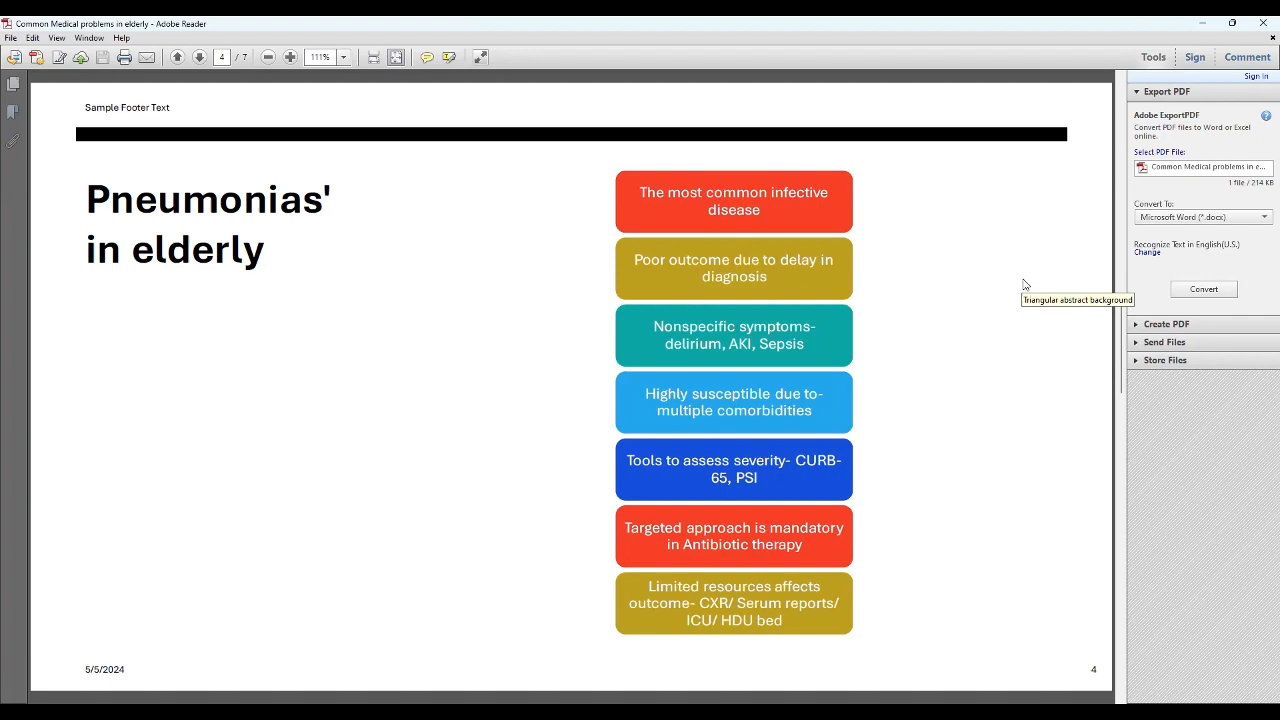 Common Medical problems in elderly - Adobe Reader
File Edit View Window Help
4 / 7 111% Tools Sign Comment
Sign In
Export PDF
Adobe ExportPDF
Convert PDF files to Word or Excel
online.
Select PDF File:
Common Medical problems in e...
1 file / 214 KB
Convert To:
Microsoft Word (*.docx)
Recognize Text in English(U.S.)
Change
Convert
Create PDF
Send Files
Store Files
Sample Footer Text
Pneumonias'
in elderly
The most common infective
disease
Poor outcome due to delay in
diagnosis
Nonspecific symptoms-
delirium, AKI, Sepsis
Highly susceptible due to-
multiple comorbidities
Tools to assess severity- CURB-
65, PSI
Targeted approach is mandatory
in Antibiotic therapy
Limited resources affects
outcome- CXR/ Serum reports/
ICU/ HDU bed
Triangular abstract background
5/5/2024
4